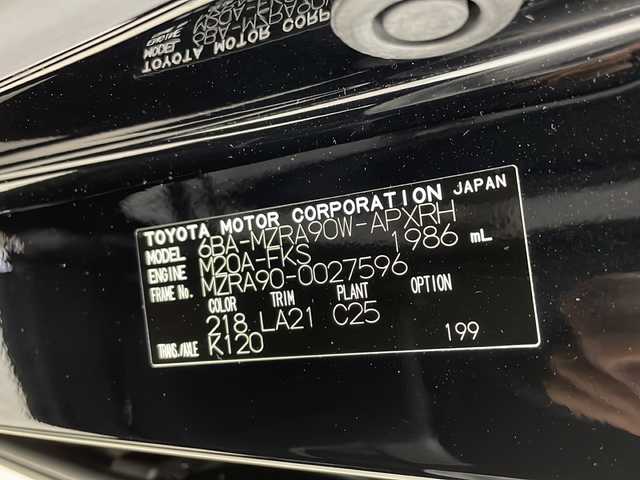 TOYOTA MOTOR CORPORATION JAPAN
MODEL 6BA-MZRA90W-APXRH
ENGINE M20A-FKS 1986 mL
FRAME No. MZRA90-0027596
COLOR TRIM PLANT OPTION
218 LA21 C25
TRANS./AXLE K120 199